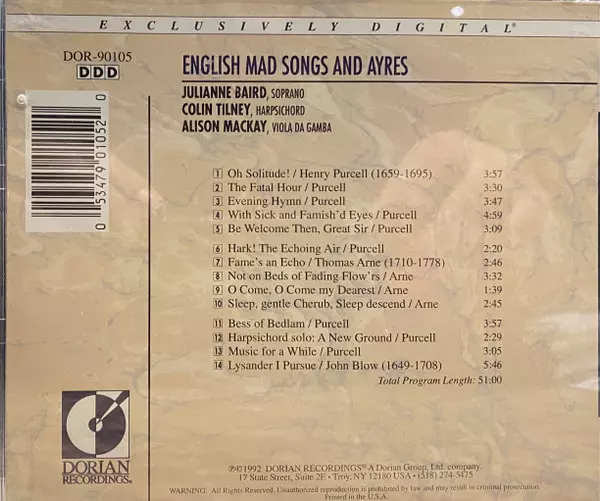 EXCLUSIVELY DIGITAL®
DOR-90105
DDD
ENGLISH MAD SONGS AND AYRES
JULIANNE BAIRD, SOPRANO
COLIN TILNEY, HARPSICHORD
ALISON MACKAY, VIOLA DA GAMBA
0 53479 01052 0
1 Oh Solitude! / Henry Purcell (1659-1695) 3:57
2 The Fatal Hour / Purcell 3:30
3 Evening Hymn / Purcell 3:47
4 With Sick and Famish'd Eyes / Purcell 4:59
5 Be Welcome Then, Great Sir / Purcell 3:09
6 Hark! The Echoing Air / Purcell 2:20
7 Fame's an Echo / Thomas Arne (1710-1778) 2:46
8 Not on Beds of Fading Flow'rs / Arne 3:32
9 O Come, O Come my Dearest / Arne 1:39
10 Sleep, gentle Cherub, Sleep descend / Arne 2:45
11 Bess of Bedlam / Purcell 3:57
12 Harpsichord solo: A New Ground / Purcell 2:29
13 Music for a While / Purcell 3:05
14 Lysander I Pursue / John Blow (1649-1708) 5:46
Total Program Length: 51:00
DORIAN
RECORDINGS®
℗©1992 DORIAN RECORDINGS® A Dorian Group, Ltd. company.
17 State Street, Suite 2E • Troy, NY 12180 USA • (518) 274-5475
WARNING: All Rights Reserved. Unauthorized reproduction is prohibited by law and may result in criminal prosecution.
Printed in the U.S.A.